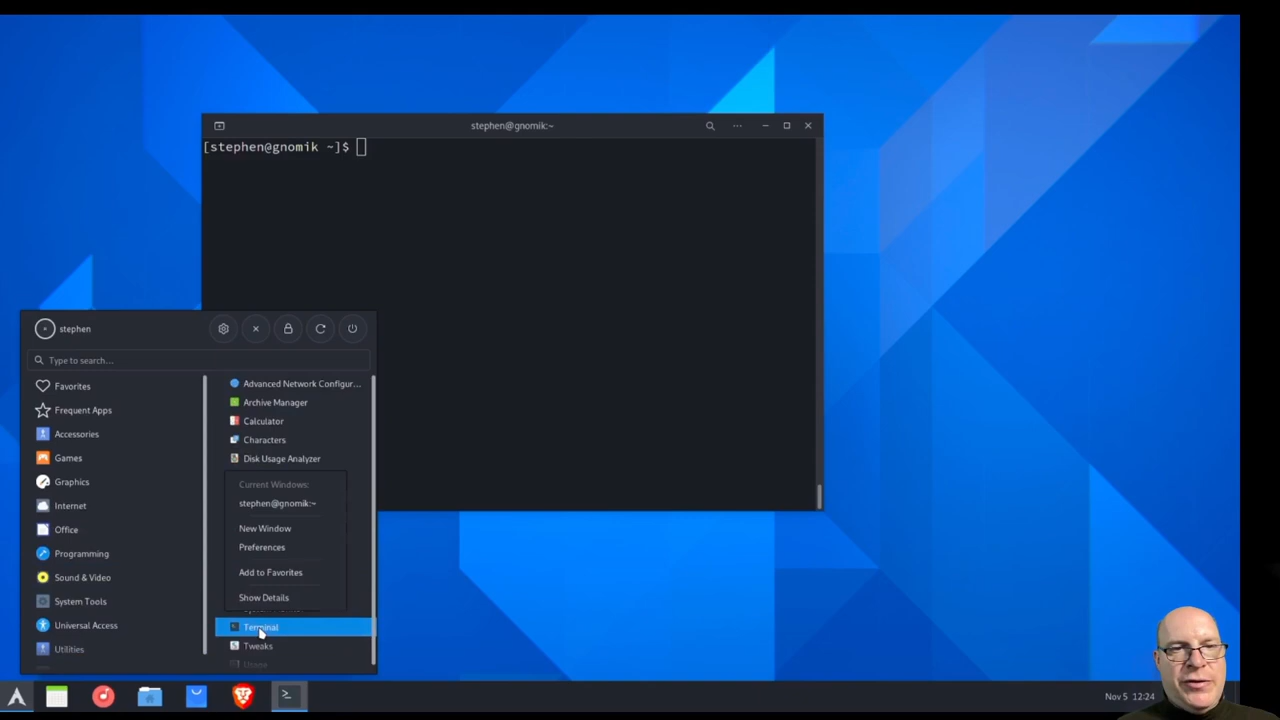 stephen@gnomik:~
[stephen@gnomik ~]$
stephen
Type to search...
Favorites
Frequent Apps
Accessories
Games
Graphics
Internet
Office
Programming
Sound & Video
System Tools
Universal Access
Utilities
Advanced Network Configur...
Archive Manager
Calculator
Characters
Disk Usage Analyzer
Current Windows:
stephen@gnomik:~
New Window
Preferences
Add to Favorites
Show Details
Terminal
Tweaks
Usage
Nov 5 12:24